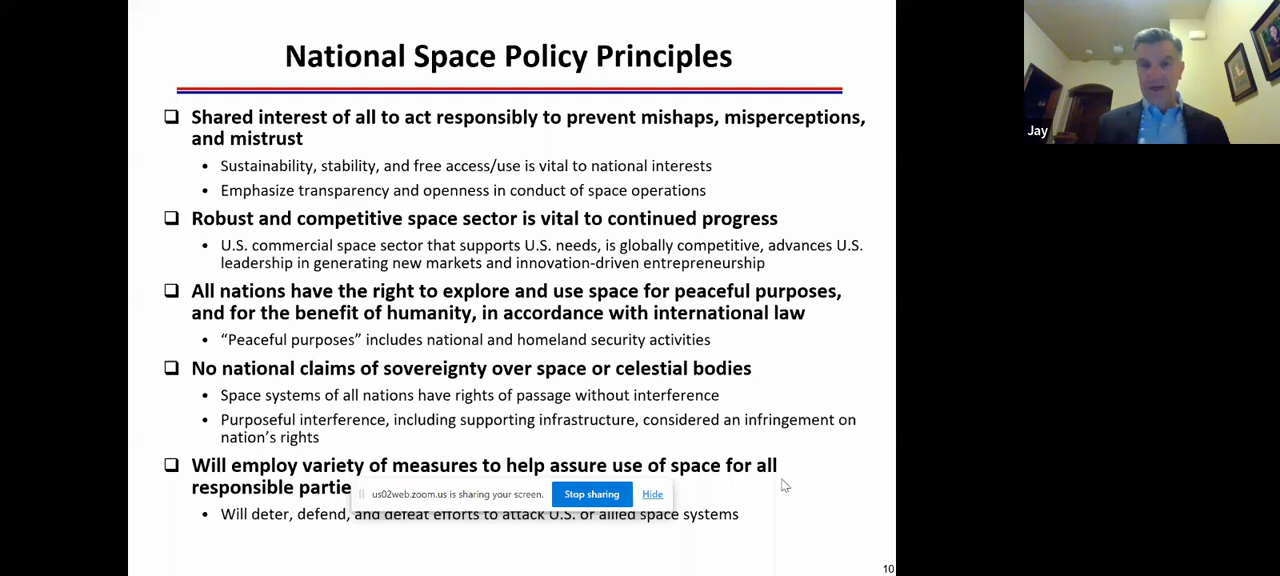 National Space Policy Principles
Shared interest of all to act responsibly to prevent mishaps, misperceptions,
and mistrust
• Sustainability, stability, and free access/use is vital to national interests
• Emphasize transparency and openness in conduct of space operations
Robust and competitive space sector is vital to continued progress
• U.S. commercial space sector that supports U.S. needs, is globally competitive, advances U.S.
leadership in generating new markets and innovation-driven entrepreneurship
All nations have the right to explore and use space for peaceful purposes,
and for the benefit of humanity, in accordance with international law
• “Peaceful purposes” includes national and homeland security activities
No national claims of sovereignty over space or celestial bodies
• Space systems of all nations have rights of passage without interference
• Purposeful interference, including supporting infrastructure, considered an infringement on
nation’s rights
Will employ variety of measures to help assure use of space for all
responsible partie
us02web.zoom.us is sharing your screen. Stop sharing Hide
• Will deter, defend, and defeat efforts to attack U.S. or allied space systems
10
Jay